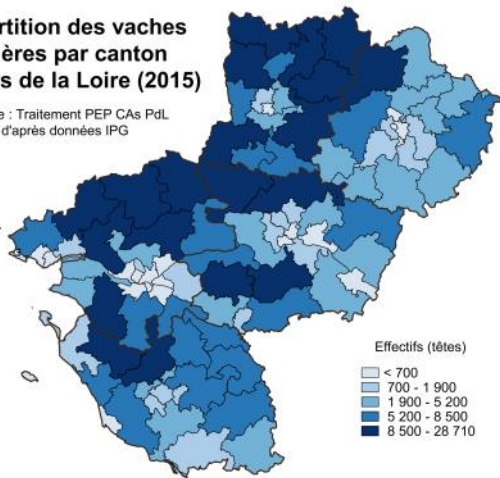 rtition des vaches
ères par canton
s de la Loire (2015)
e : Traitement PEP CAs PdL
d'après données IPG
Effectifs (têtes)
< 700
700 - 1 900
1 900 - 5 200
5 200 - 8 500
8 500 - 28 710